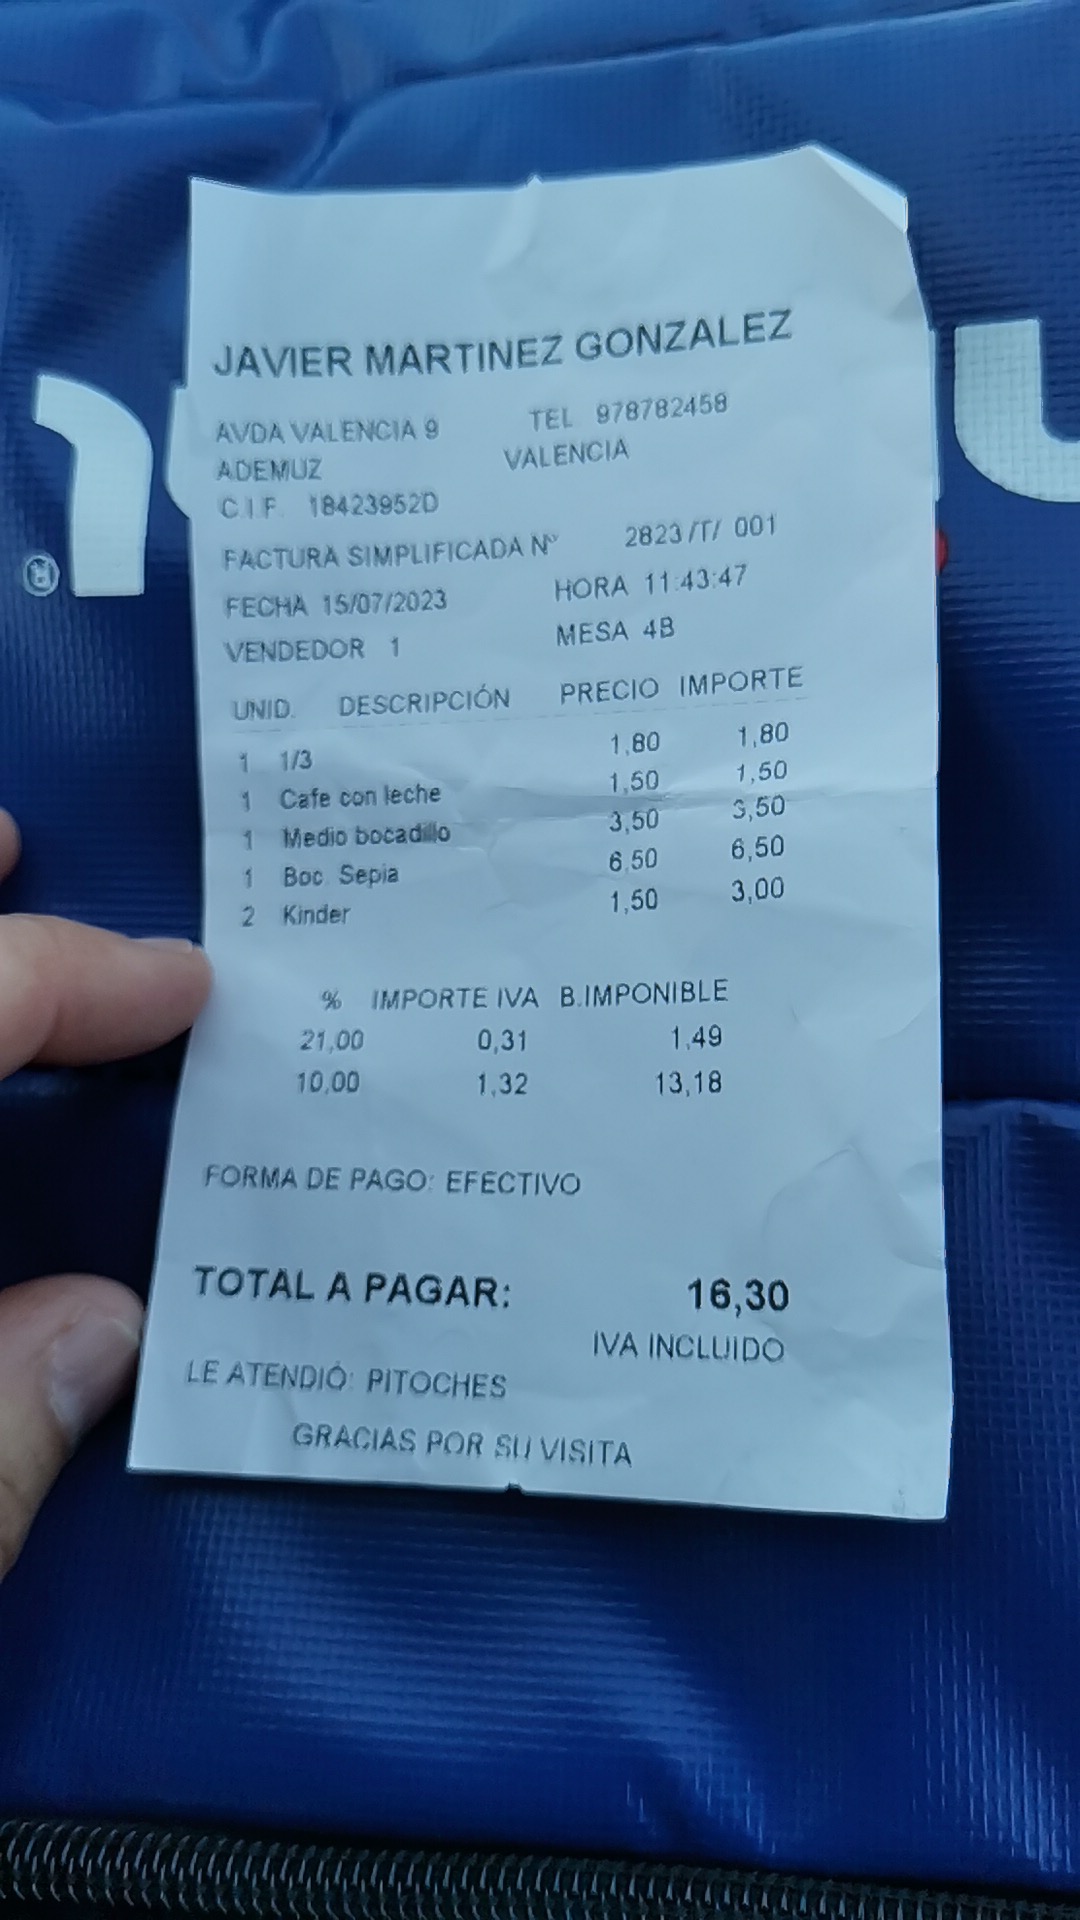 JAVIER MARTINEZ GONZALEZ
AVDA VALENCIA 9 TEL 978782458
ADEMUZ VALENCIA
C.I.F. 18423952D
FACTURA SIMPLIFICADA Nº 2823 /T/ 001
FECHA 15/07/2023 HORA 11:43:47
VENDEDOR 1 MESA 4B
UNID. DESCRIPCIÓN PRECIO IMPORTE
1 1/3 1,80 1,80
1 Cafe con leche 1,50 1,50
1 Medio bocadillo 3,50 3,50
1 Boc. Sepia 6,50 6,50
2 Kinder 1,50 3,00
% IMPORTE IVA B.IMPONIBLE
21,00 0,31 1,49
10,00 1,32 13,18
FORMA DE PAGO: EFECTIVO
TOTAL A PAGAR: 16,30
IVA INCLUIDO
LE ATENDIÓ: PITOCHES
GRACIAS POR SU VISITA